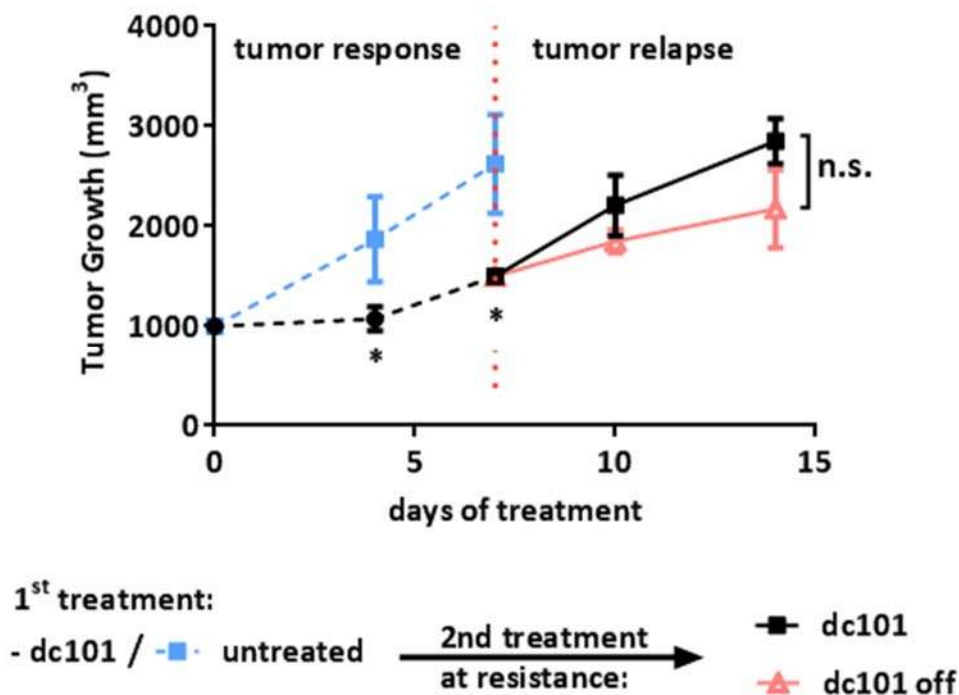 4000
tumor response
tumor relapse
3000
n.s.
2000
1000
*
*
0
Tumor Growth (mm³)
0 5 10 15
days of treatment
1st treatment:
- dc101 / untreated
2nd treatment
at resistance:
dc101
dc101 off